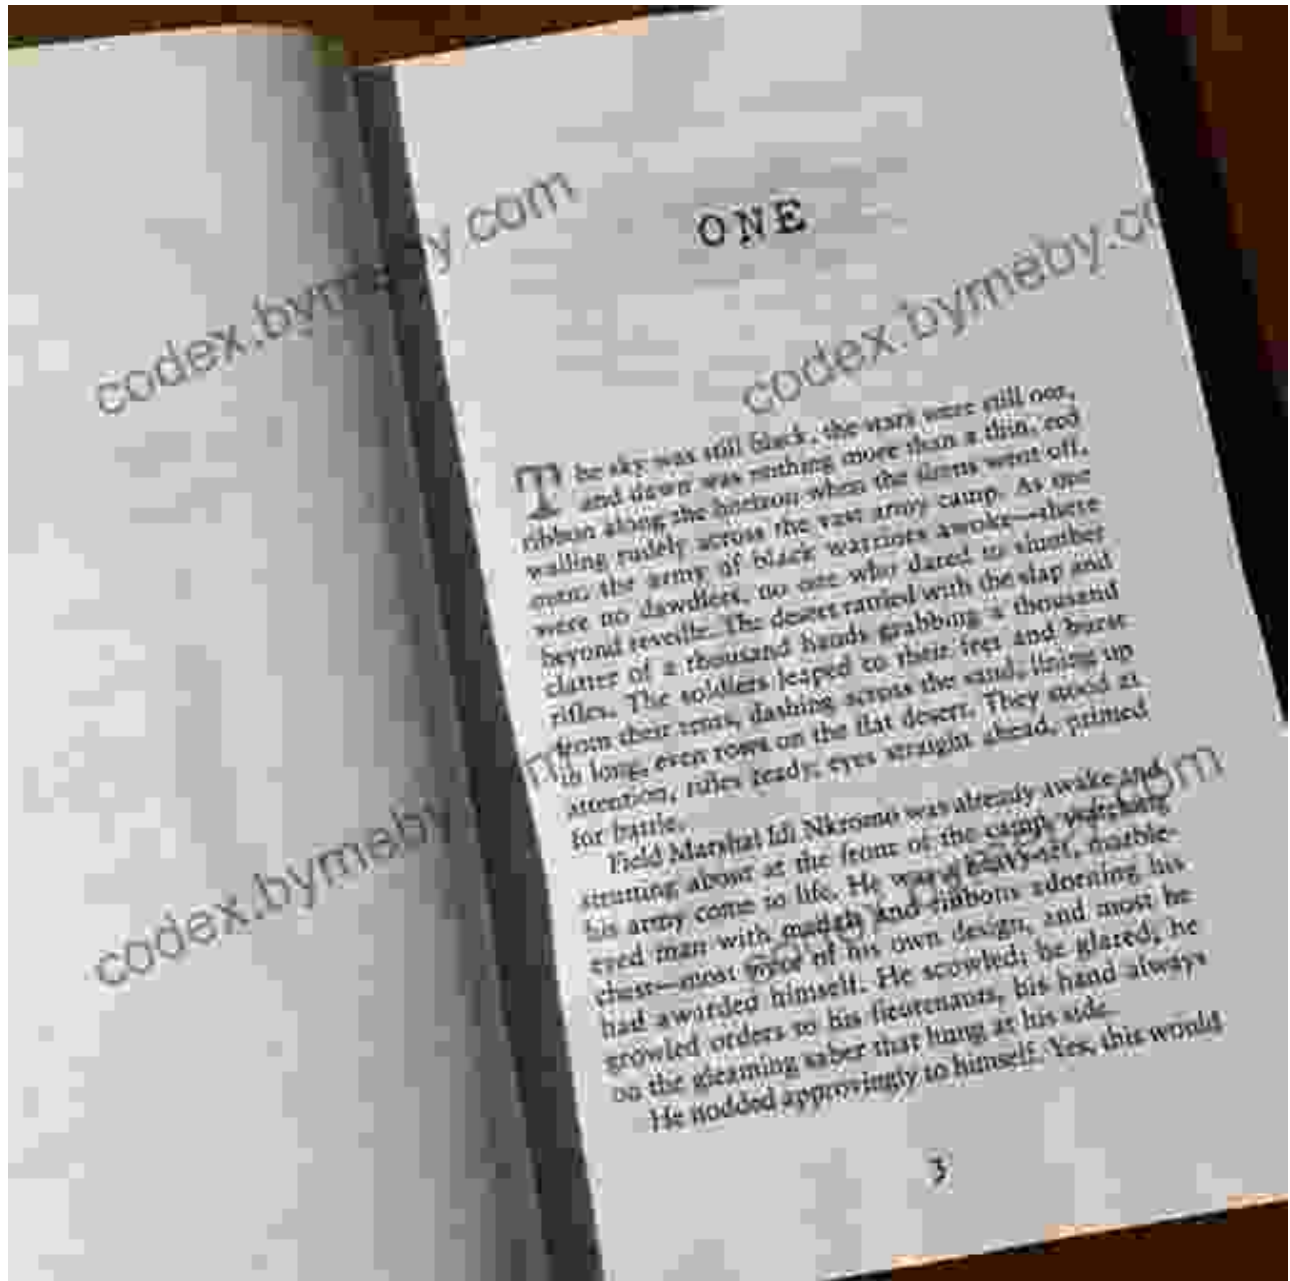 codex.bymeby.com
ONE
codex.bymeby.co
The sky was still black, the stars were still out,
and dawn was nothing more than a thin, red
ribbon along the horizon when the sirens went off,
wailing rudely across the vast army camp. As one
man, the army of black warriors awoke—there
were no dawdlers, no one who dared to slumber
beyond reveille. The desert rattled with the slap and
clatter of a thousand hands grabbing a thousand
rifles. The soldiers leaped to their feet and burst
from their tents, dashing across the sand, lining up
in long, even rows on the flat desert. They stood at
attention, rifles ready, eyes straight ahead, primed
for battle.
Field Marshal Idi Nkromo was already awake and
strutting about at the front of the camp, watching
his army come to life. He was a heavy-set, marble-
eyed man with medals and ribbons adorning his
chest—most of his own design, and most he
had awarded himself. He scowled; he glared; he
growled orders to his lieutenants, his hand always
on the gleaming saber that hung at his side.
He nodded approvingly to himself. Yes, this would
codex.bymeby
om
3